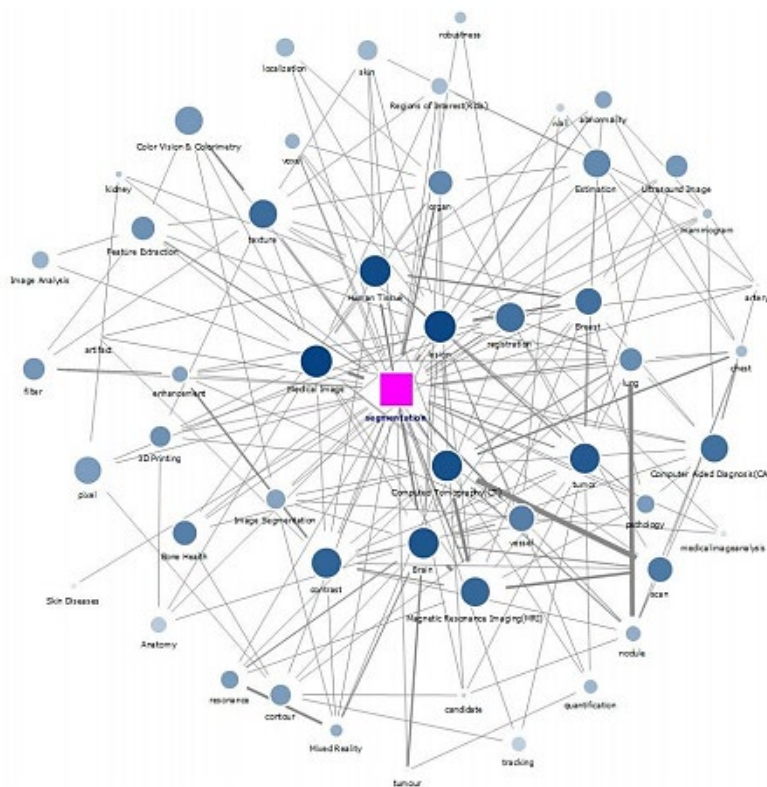 robustness
localization
skin
Regions of Interest(RoIs)
abnormality
Color Vision & Colorimetry
voxel
kidney
organ
Estimation
Ultrasound Image
mammogram
texture
Feature Extraction
Image Analysis
Human Tissue
artery
Breast
registration
lesion
artifact
lung
chest
filter
enhancement
Medical Image
segmentation
3D Printing
Computed Tomography (CT)
tumor
Computer Aided Diagnosis(CA
pixel
Image Segmentation
pathology
vessel
medicalimageanalysis
Bone Health
Brain
contrast
scan
Skin Diseases
Magnetic Resonance Imaging(MRI)
Anatomy
nodule
resonance
contour
candidate
quantification
Mixed Reality
tracking
tumour